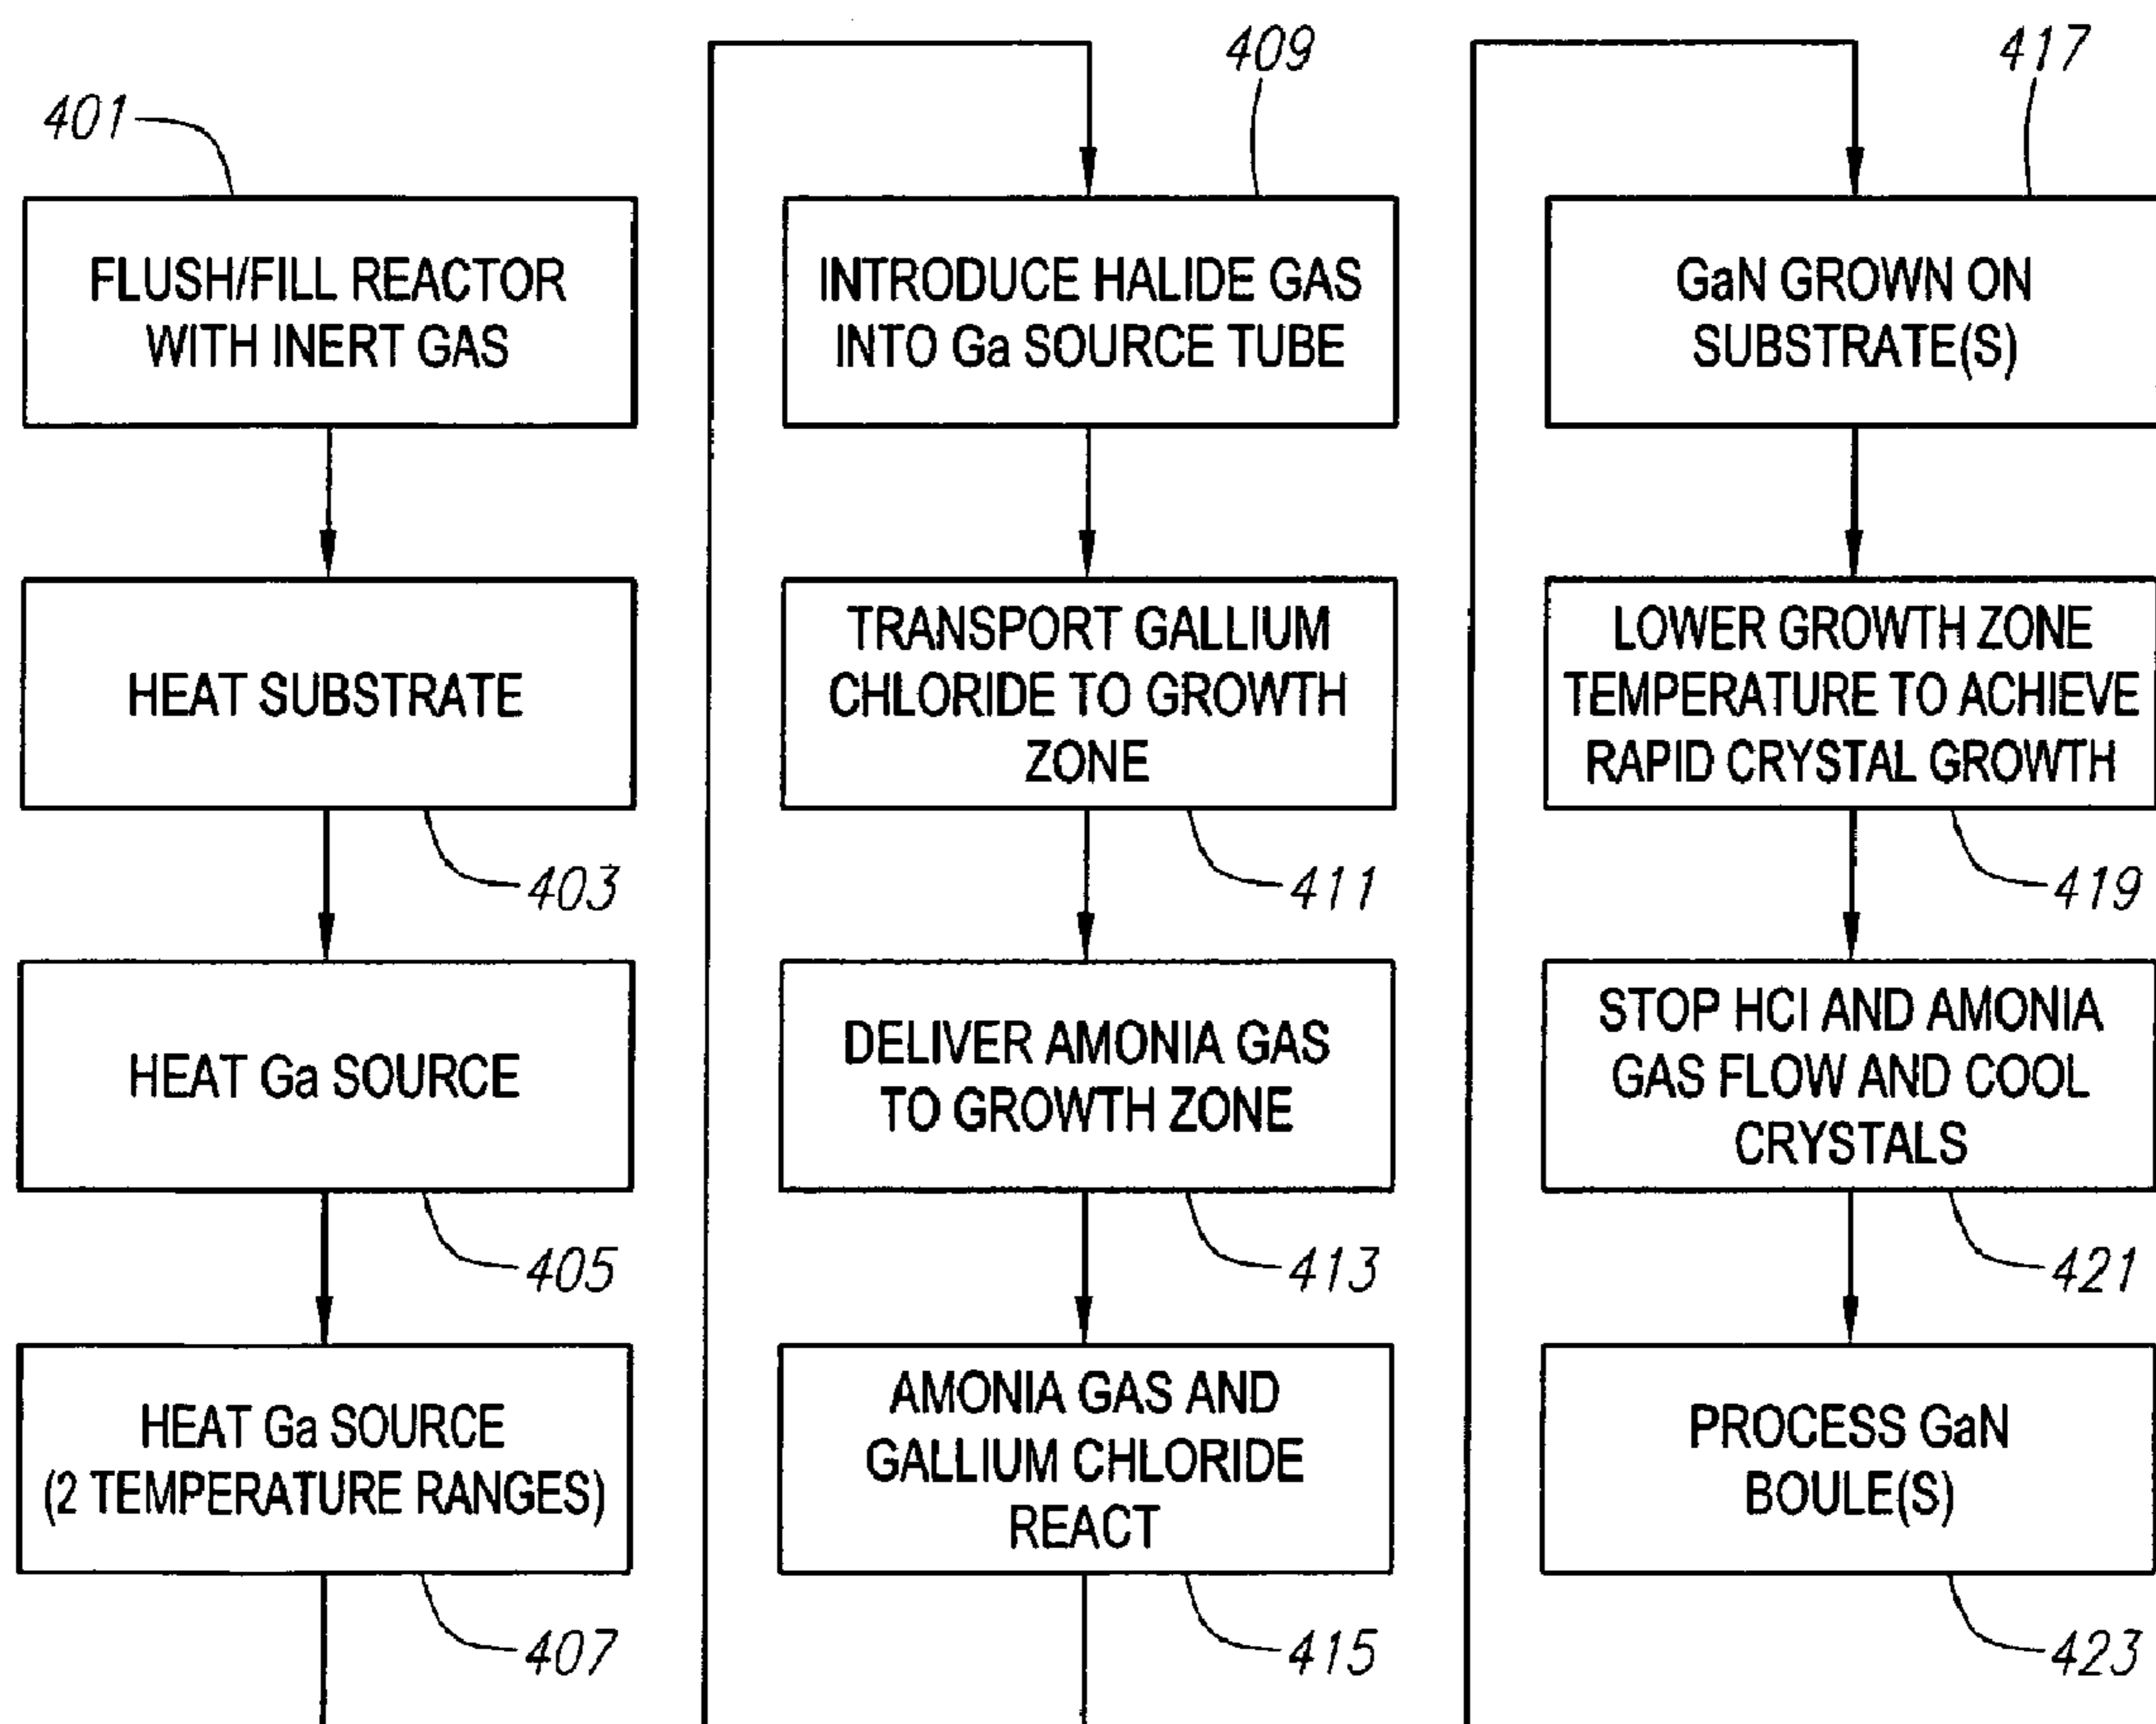 401
FLUSH/FILL REACTOR
WITH INERT GAS
HEAT SUBSTRATE
403
HEAT Ga SOURCE
405
HEAT Ga SOURCE
(2 TEMPERATURE RANGES)
407
409
INTRODUCE HALIDE GAS
INTO Ga SOURCE TUBE
TRANSPORT GALLIUM
CHLORIDE TO GROWTH
ZONE
411
DELIVER AMONIA GAS
TO GROWTH ZONE
413
AMONIA GAS AND
GALLIUM CHLORIDE
REACT
415
417
GaN GROWN ON
SUBSTRATE(S)
LOWER GROWTH ZONE
TEMPERATURE TO ACHIEVE
RAPID CRYSTAL GROWTH
419
STOP HCl AND AMONIA
GAS FLOW AND COOL
CRYSTALS
421
PROCESS GaN
BOULE(S)
423